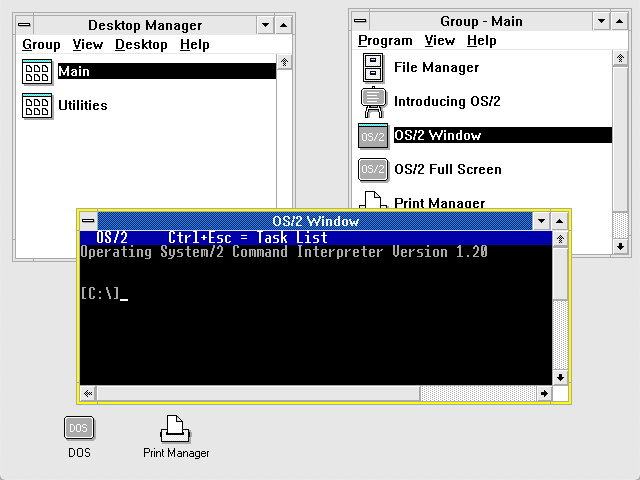 Desktop Manager
Group View Desktop Help
Main
Utilities
Group - Main
Program View Help
File Manager
Introducing OS/2
OS/2 OS/2 Window
OS/2 OS/2 Full Screen
Print Manager
OS/2 Window
OS/2 Ctrl+Esc = Task List
Operating System/2 Command Interpreter Version 1.20
[C:\]_
DOS
DOS
Print Manager